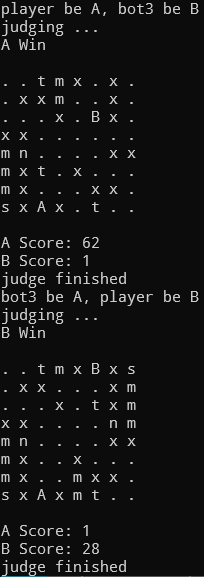 player be A, bot3 be B
judging ...
A Win

. . t m x . x .
. x x m . . x .
. . . x . B x .
x x . . . . . .
m n . . . . x x
m x t . x . . .
m x . . . x x .
s x A x . t . .

A Score: 62
B Score: 1
judge finished
bot3 be A, player be B
judging ...
B Win

. . t m x B x s
. x x . . . x m
. . . x . t x m
x x . . . . n m
m n . . . . x x
m x . . x . . .
m x . . m x x .
s x A x m t . .

A Score: 1
B Score: 28
judge finished